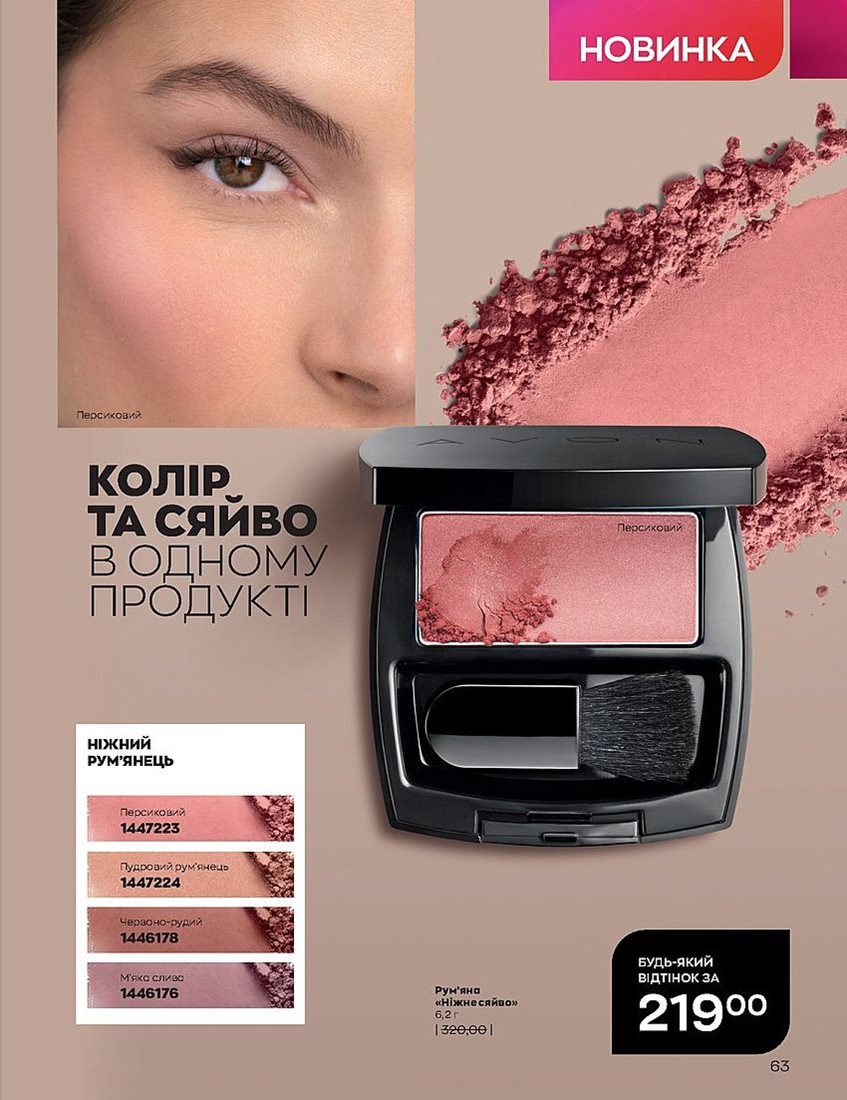 НОВИНКА
Персиковий
AVON
КОЛІР
ТА СЯЙВО
В ОДНОМУ
ПРОДУКТІ
Персиковий
НІЖНИЙ
РУМ'ЯНЕЦЬ
Персиковий
1447223
Пудровий рум'янець
1447224
Червоно-рудий
1446178
М'яка слива
1446176
Рум'яна
«Ніжне сяйво»
6,2 г
| 320,00 |
БУДЬ-ЯКИЙ
ВІДТІНОК ЗА
219⁰⁰
63